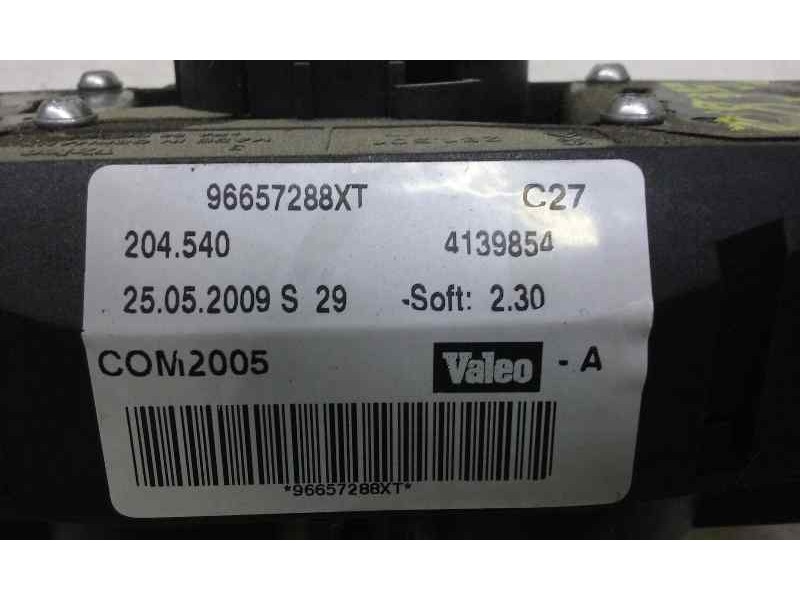 96657288XT C27
204.540 4139854
25.05.2009 S 29 -Soft: 2.30
COM2005 Valeo - A
*96657288XT*